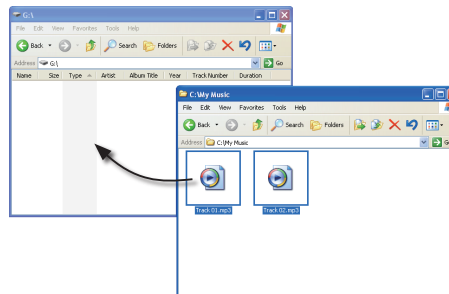 G:\
File Edit View Favorites Tools Help
Back Search Folders
Address G:\ Go
Name Size Type Artist Album Title Year Track Number Duration
C:\My Music
File Edit View Favorites Tools Help
Back Search Folders
Address C:\My Music G
Track 01.mp3 Track 02.mp3